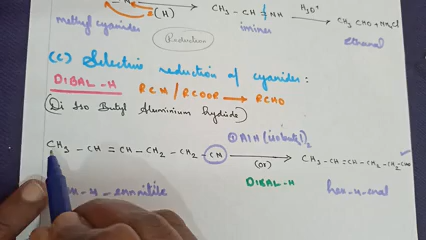 (H)
CH3 - CH = NH
H3O+
CH3 CHO + NH4Cl
methyl cyanides
imines
ethanal
Reduction
(c) Selective reduction of cyanides:
DIBAL-H
RCN / RCOOR → RCHO
(Di Iso Butyl Aluminium hydride)
① AlH (isobutyl)2
CH3 - CH = CH - CH2 - CH2 - CN
(or)
CH3 - CH = CH - CH2 - CH2 - CHO
DIBAL-H
hex-4-enal